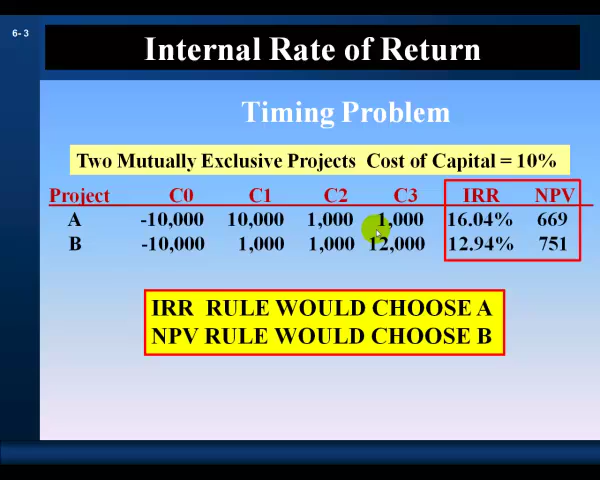 6- 3
Internal Rate of Return
Timing Problem
Two Mutually Exclusive Projects Cost of Capital = 10%
Project C0 C1 C2 C3 IRR NPV
A -10,000 10,000 1,000 1,000 16.04% 669
B -10,000 1,000 1,000 12,000 12.94% 751
IRR RULE WOULD CHOOSE A
NPV RULE WOULD CHOOSE B